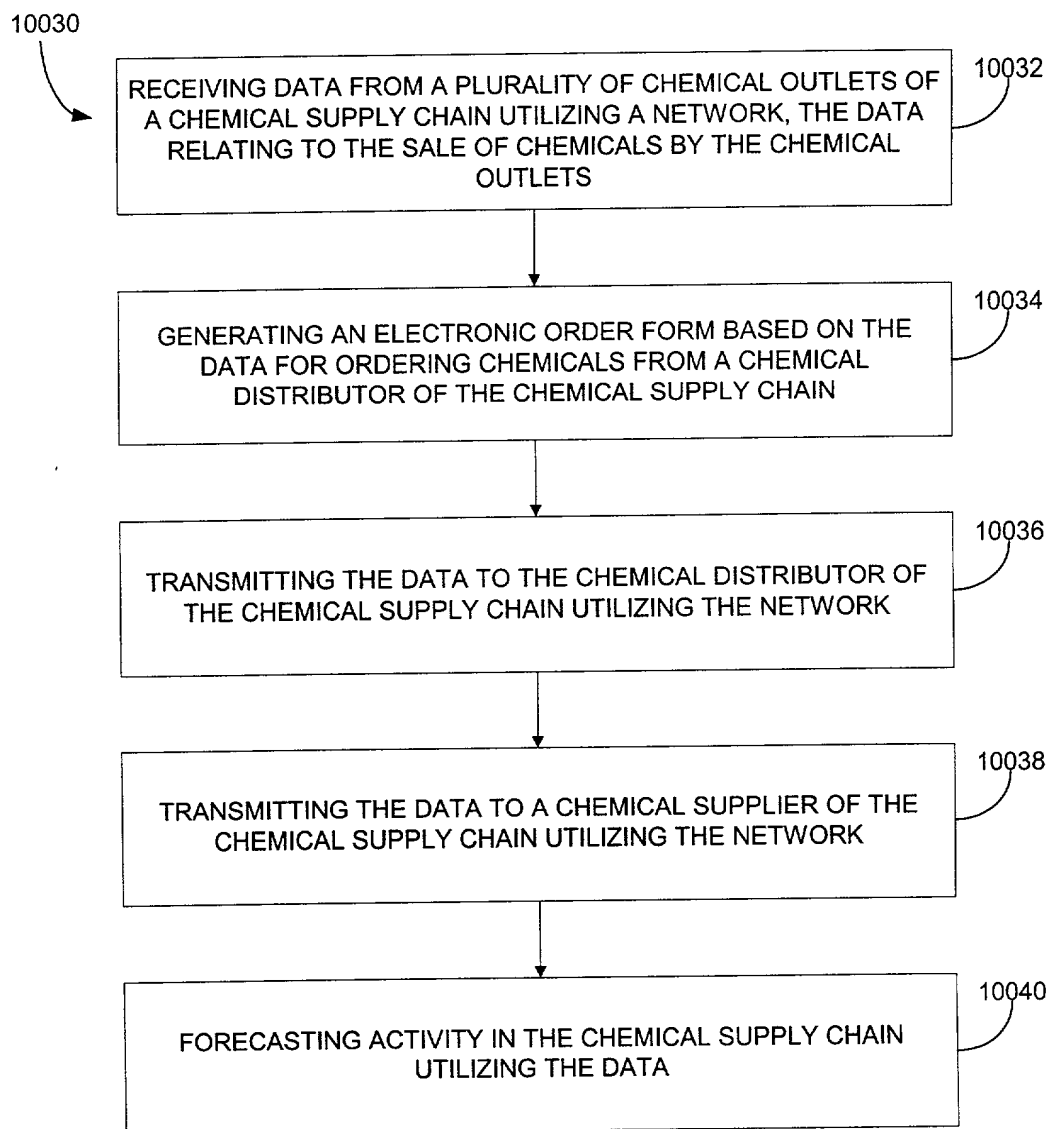 10030
RECEIVING DATA FROM A PLURALITY OF CHEMICAL OUTLETS OF
A CHEMICAL SUPPLY CHAIN UTILIZING A NETWORK, THE DATA
RELATING TO THE SALE OF CHEMICALS BY THE CHEMICAL
OUTLETS
10032
GENERATING AN ELECTRONIC ORDER FORM BASED ON THE
DATA FOR ORDERING CHEMICALS FROM A CHEMICAL
DISTRIBUTOR OF THE CHEMICAL SUPPLY CHAIN
10034
TRANSMITTING THE DATA TO THE CHEMICAL DISTRIBUTOR OF
THE CHEMICAL SUPPLY CHAIN UTILIZING THE NETWORK
10036
TRANSMITTING THE DATA TO A CHEMICAL SUPPLIER OF THE
CHEMICAL SUPPLY CHAIN UTILIZING THE NETWORK
10038
FORECASTING ACTIVITY IN THE CHEMICAL SUPPLY CHAIN
UTILIZING THE DATA
10040